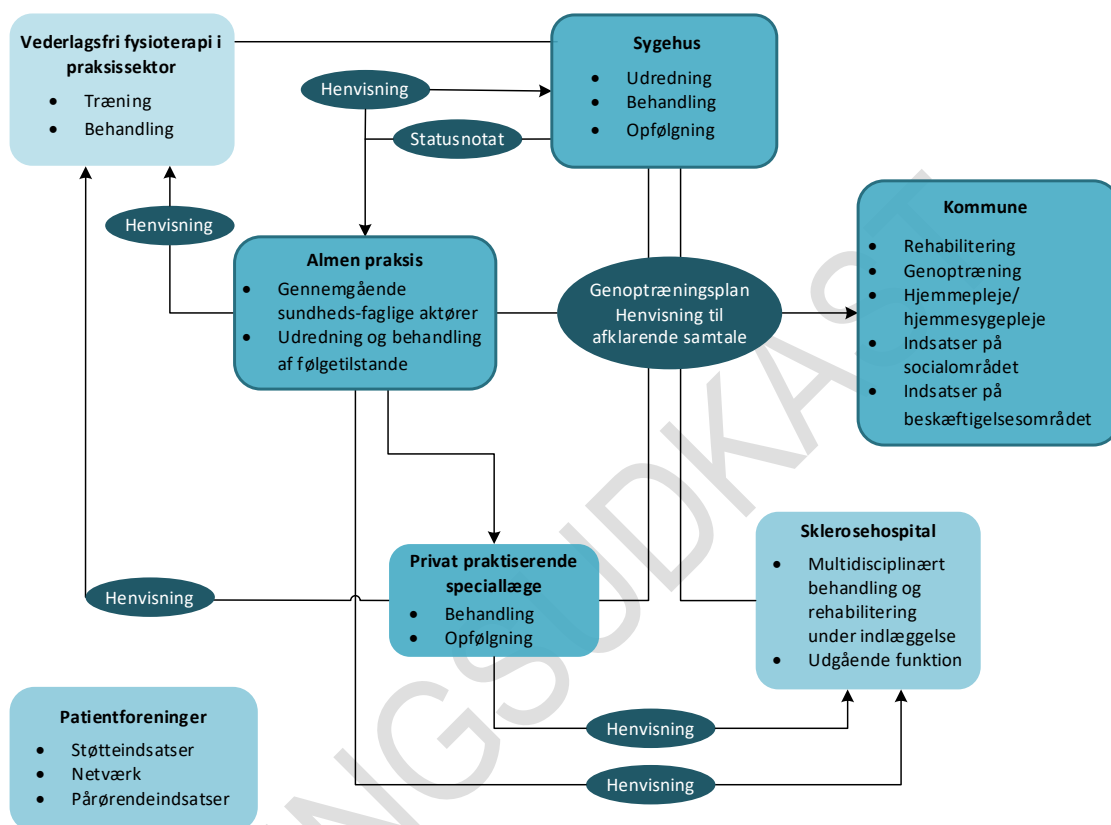 Vederlagsfri fysioterapi i
praksissektor
• Træning
• Behandling
Sygehus
• Udredning
• Behandling
• Opfølgning
Henvisning
Statusnotat
Henvisning
Kommune
• Rehabilitering
• Genoptræning
• Hjemmepleje/
hjemmesygepleje
• Indsatser på
socialområdet
• Indsatser på
beskæftigelsesområdet
Almen praksis
• Gennemgående
sundheds-faglige aktører
• Udredning og behandling
af følgetilstande
Genoptræningsplan
Henvisning til
afklarende samtale
Privat praktiserende
speciallæge
• Behandling
• Opfølgning
Henvisning
Sklerosehospital
• Multidisciplinært
behandling og
rehabilitering
under indlæggelse
• Udgående funktion
Patientforeninger
• Støtteindsatser
• Netværk
• Pårørendeindsatser
Henvisning
Henvisning
NGSUDKAST